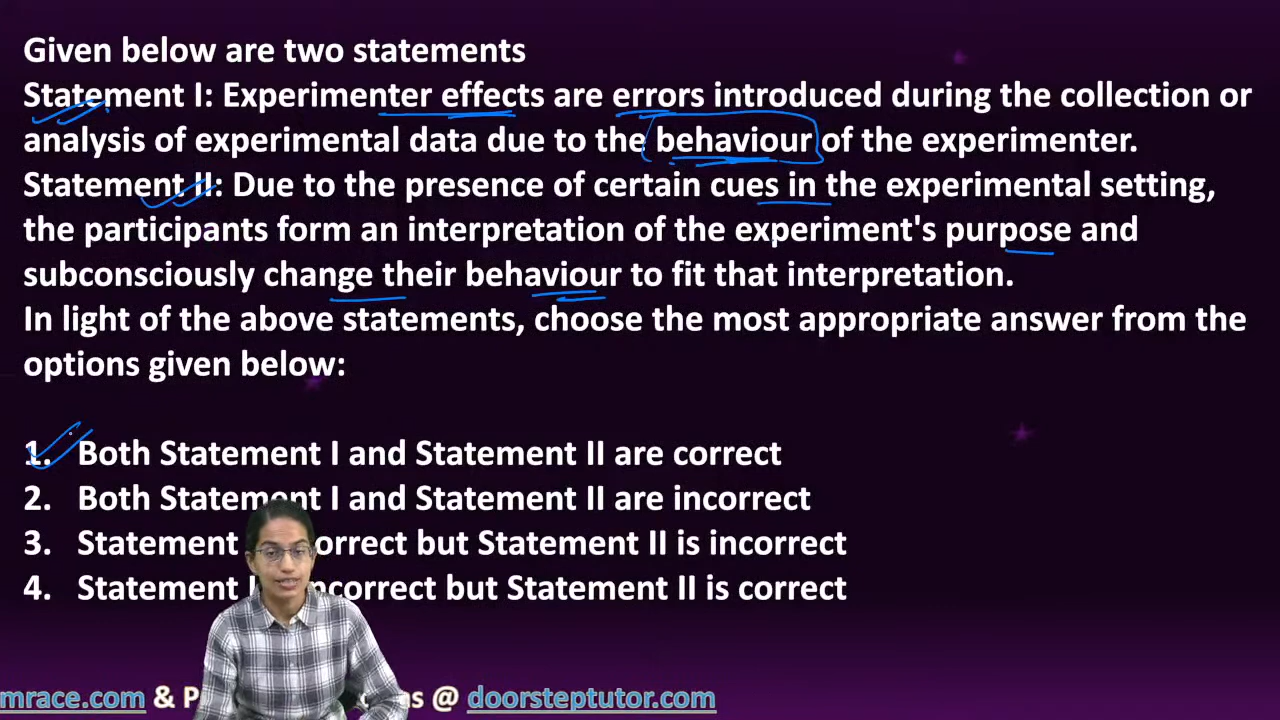 Given below are two statements
Statement I: Experimenter effects are errors introduced during the collection or
analysis of experimental data due to the behaviour of the experimenter.
Statement II: Due to the presence of certain cues in the experimental setting,
the participants form an interpretation of the experiment's purpose and
subconsciously change their behaviour to fit that interpretation.
In light of the above statements, choose the most appropriate answer from the
options given below:
1. Both Statement I and Statement II are correct
2. Both Statement I and Statement II are incorrect
3. Statement but Statement II is incorrect
4. Statement but Statement II is correct
mrace.com & @ doorsteptutor.com